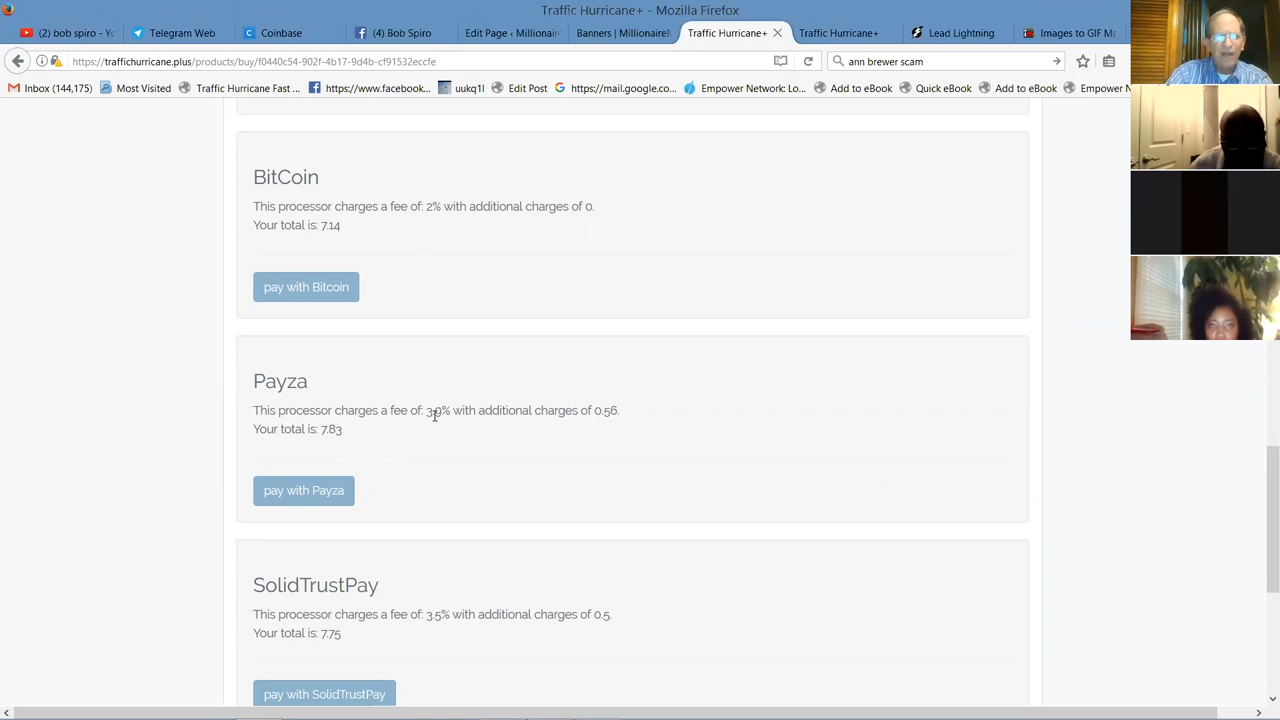 Traffic Hurricane+ - Mozilla Firefox
(2) bob spiro - Yo
Telegram Web
Coinbase
(4) Bob Spiro
Edit Page ‹ Millionair
Banners | Millionaire
Traffic Hurricane+
Traffic Hurricane
Lead Lightning
Images to GIF Ma
https://traffichurricane.plus/products/buy/f0440c54-902f-4b17-9d4b-cf91532ec
ann brewer scam
Inbox (144,175)
Most Visited
Traffic Hurricane Fast ...
https://www.facebook...
uukq1l
Edit Post
https://mail.google.co...
Empower Network: Lo...
Add to eBook
Quick eBook
Add to eBook
Empower N
BitCoin
This processor charges a fee of: 2% with additional charges of 0.
Your total is: 7.14
pay with Bitcoin
Payza
This processor charges a fee of: 3.9% with additional charges of 0.56.
Your total is: 7.83
pay with Payza
SolidTrustPay
This processor charges a fee of: 3.5% with additional charges of 0.5.
Your total is: 7.75
pay with SolidTrustPay